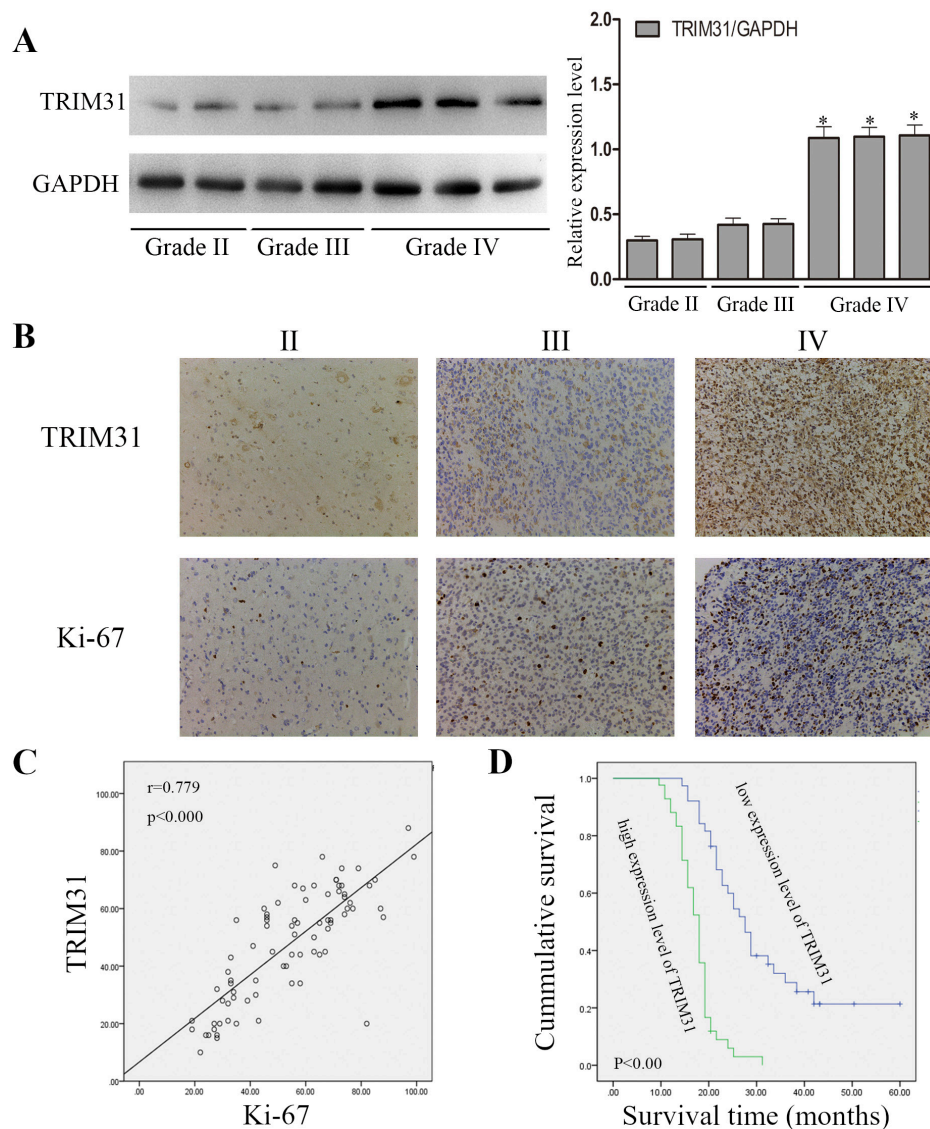 A
TRIM31
GAPDH
Grade II
Grade III
Grade IV
TRIM31/GAPDH
Relative expression level
2.0
1.5
1.0
0.5
0.0
* * *
Grade II
Grade III
Grade IV
B
II
III
IV
TRIM31
Ki-67
C
r=0.779
p<0.000
TRIM31
100.00
80.00
60.00
40.00
20.00
.00
.00 20.00 40.00 60.00 80.00 100.00
Ki-67
D
Cummulative survival
1.0
0.8
0.6
0.4
0.2
0.0
high expression level of TRIM31
low expression level of TRIM31
P<0.00
.00 10.00 20.00 30.00 40.00 50.00 60.00
Survival time (months)